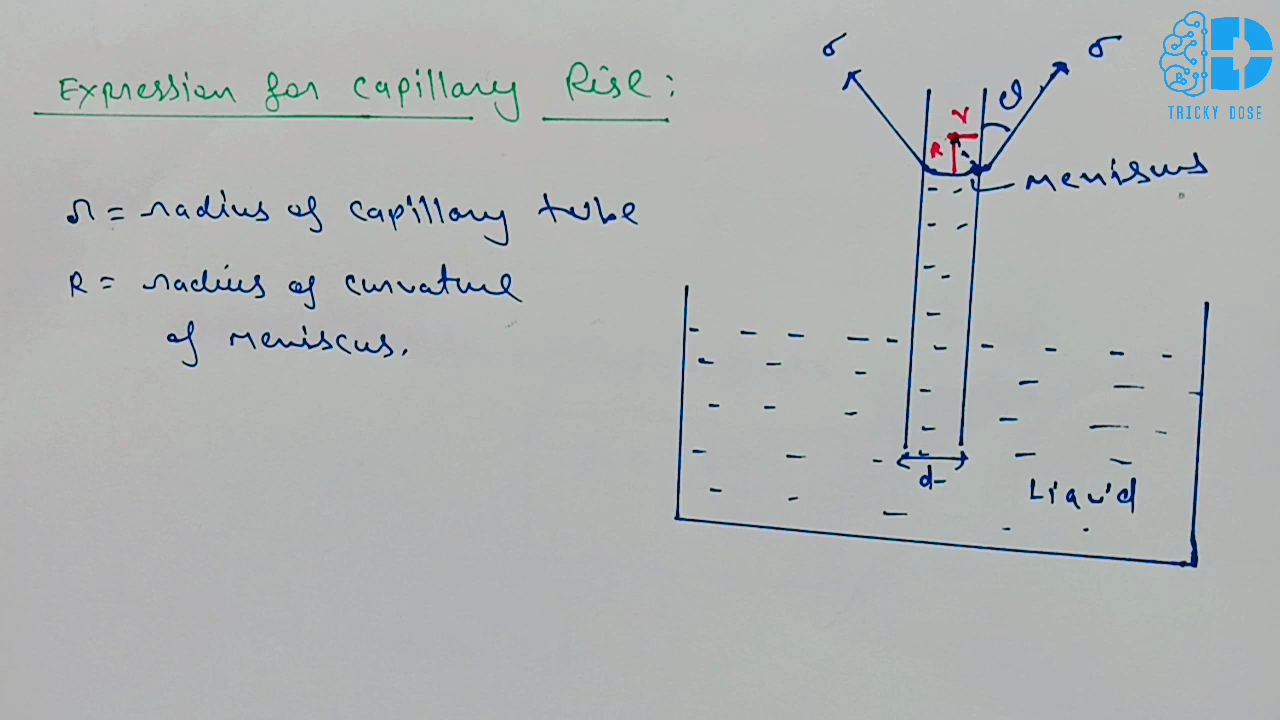 Expression for capillary Rise:
r = radius of capillary tube
R = radius of curvature
of meniscus.
σ
σ
θ
r
R
meniscus
d
Liquid
TRICKY DOSE